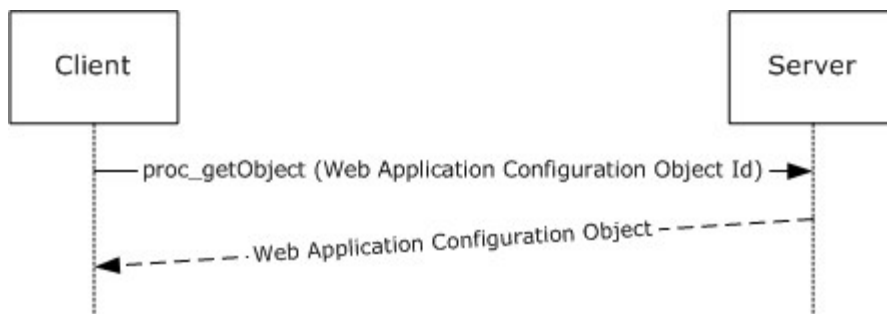 Client
Server
proc_getObject (Web Application Configuration Object Id)
Web Application Configuration Object